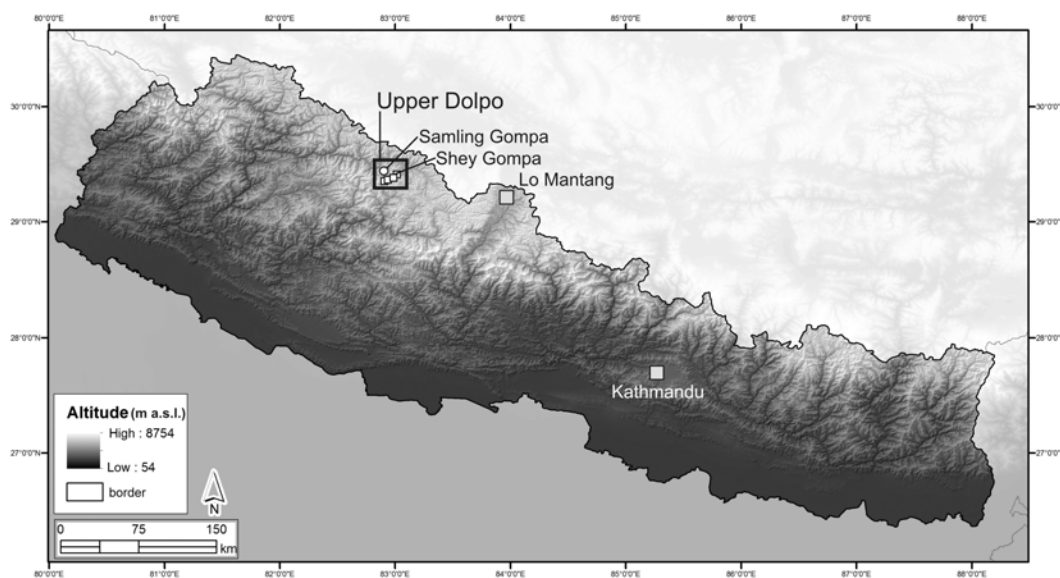 80°0'0"E 81°0'0"E 82°0'0"E 83°0'0"E 84°0'0"E 85°0'0"E 86°0'0"E 87°0'0"E 88°0'0"E
30°0'0"N 30°0'0"N
Upper Dolpo
Samling Gompa
Shey Gompa
Lo Mantang
29°0'0"N 29°0'0"N
28°0'0"N 28°0'0"N
Kathmandu
Altitude (m a.s.l.)
High : 8754
Low : 54
border
27°0'0"N 27°0'0"N
N
0 75 150
km
80°0'0"E 81°0'0"E 82°0'0"E 83°0'0"E 84°0'0"E 85°0'0"E 86°0'0"E 87°0'0"E 88°0'0"E